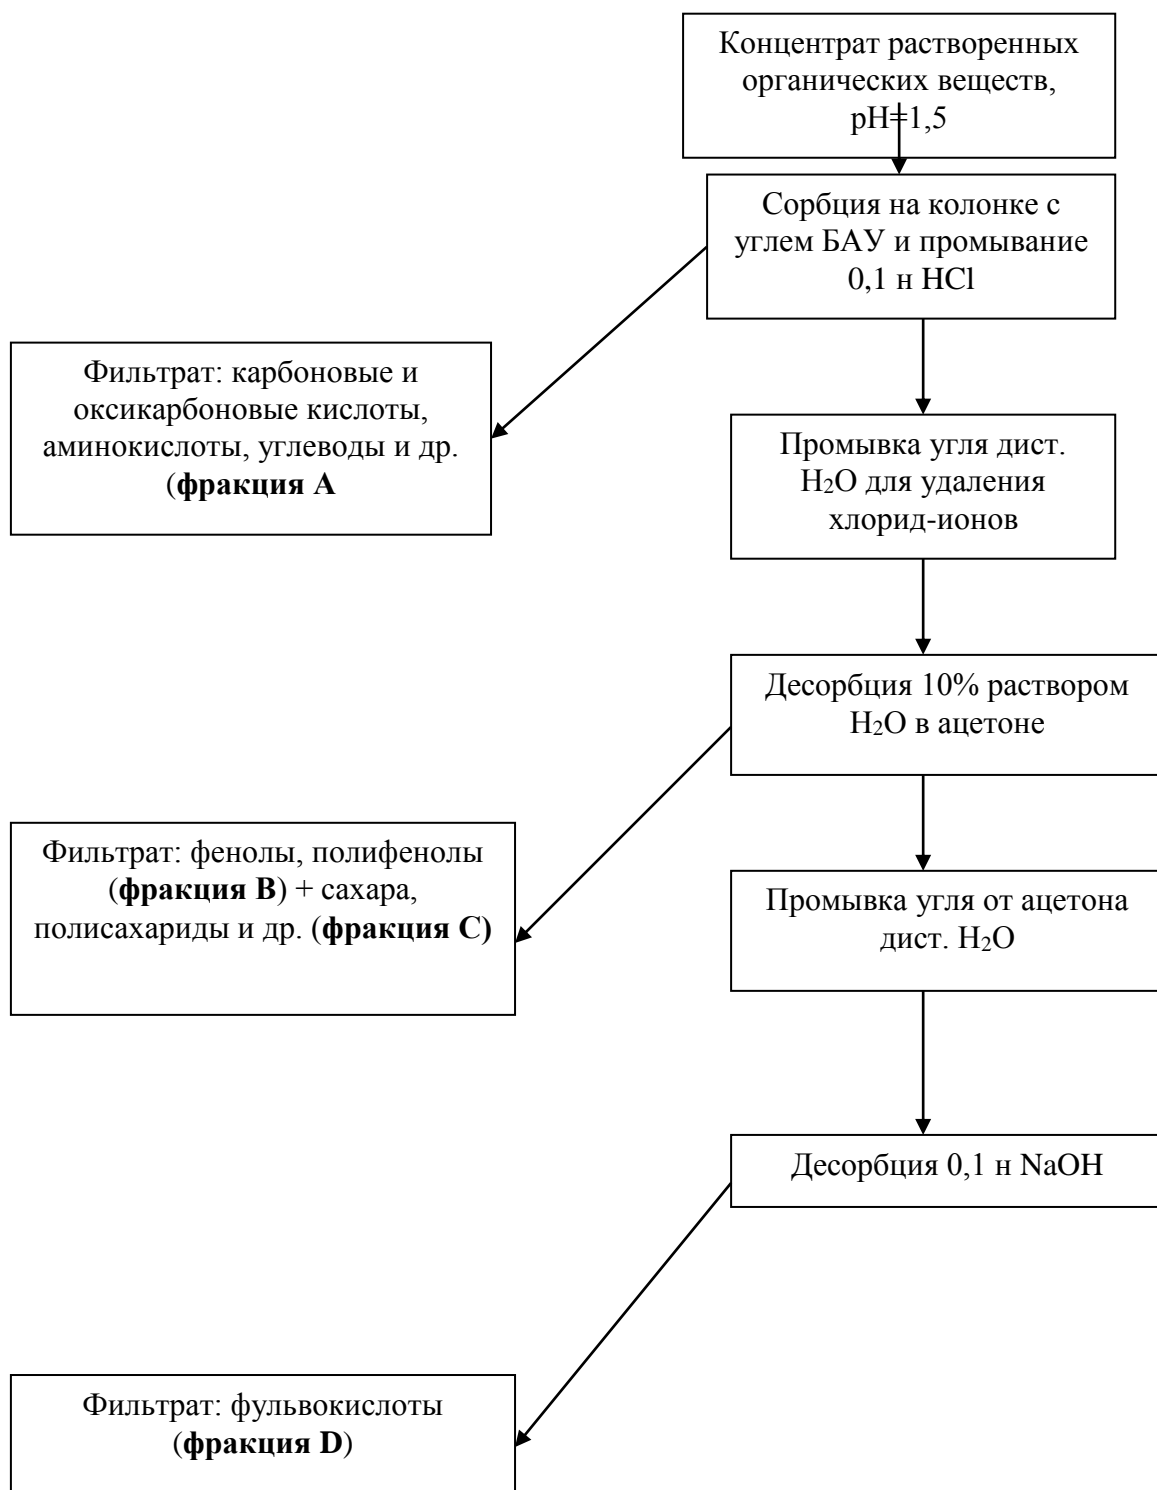 Концентрат растворенных
органических веществ,
pH=1,5
Сорбция на колонке с
углем БАУ и промывание
0,1 н HCl
Фильтрат: карбоновые и
оксикарбоновые кислоты,
аминокислоты, углеводы и др.
(фракция А
Промывка угля дист.
H₂O для удаления
хлорид-ионов
Десорбция 10% раствором
H₂O в ацетоне
Фильтрат: фенолы, полифенолы
(фракция В) + сахара,
полисахариды и др. (фракция С)
Промывка угля от ацетона
дист. H₂O
Десорбция 0,1 н NaOH
Фильтрат: фульвокислоты
(фракция D)